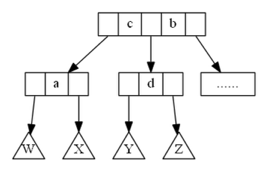 c b
a d ......
W X Y Z